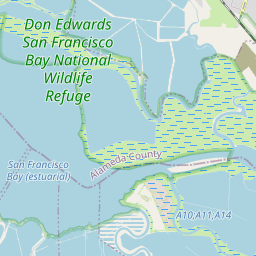 Don Edwards
San Francisco
Bay National
Wildlife
Refuge
Alameda County
San Francisco
Bay (estuarial)
A10,A11;A14